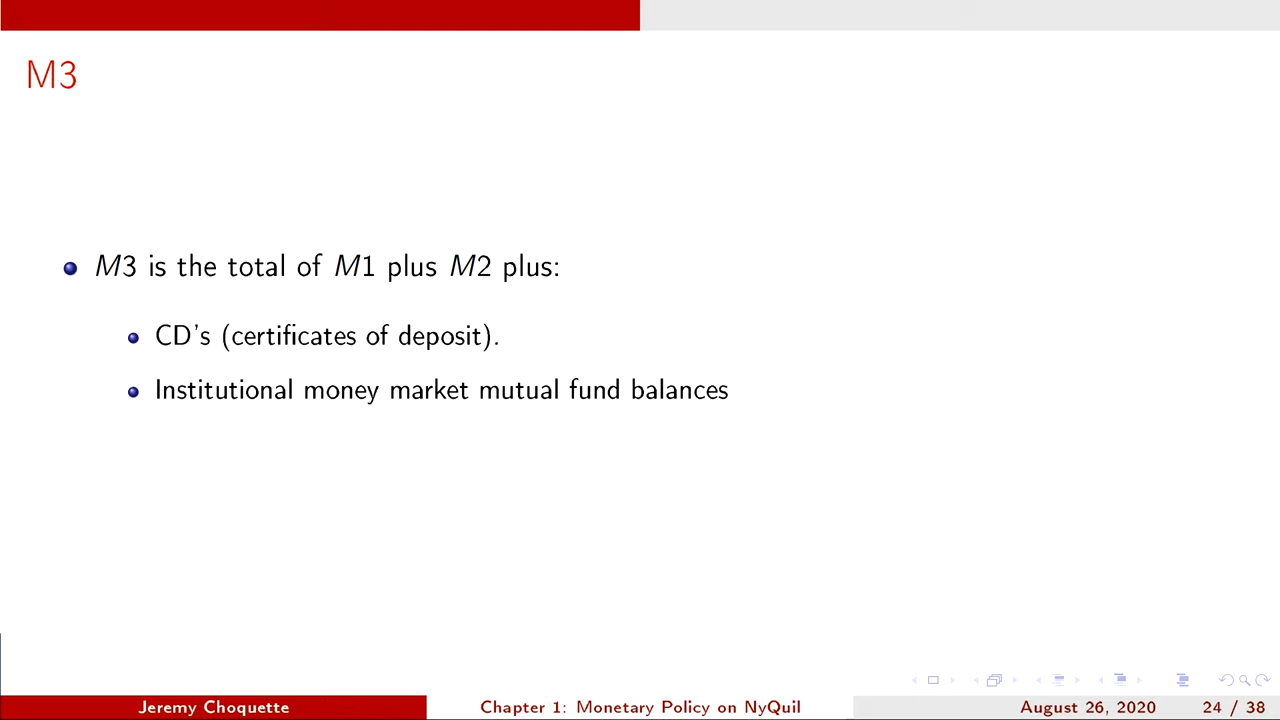 M3
M3 is the total of M1 plus M2 plus:
CD's (certificates of deposit).
Institutional money market mutual fund balances
Jeremy Choquette
Chapter 1: Monetary Policy on NyQuil
August 26, 2020
24 / 38